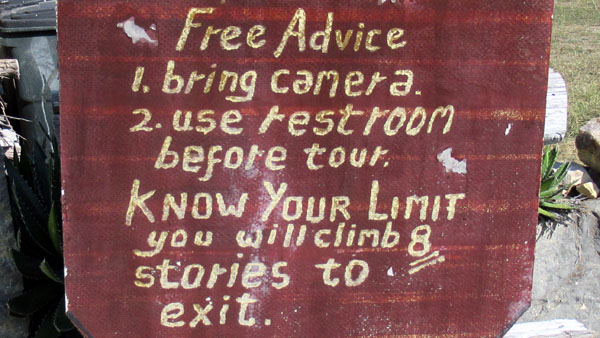 Free Advice
1. bring camera.
2. use restroom
before tour.
KNOW YOUR LIMIT
you will climb 8
stories to
exit.